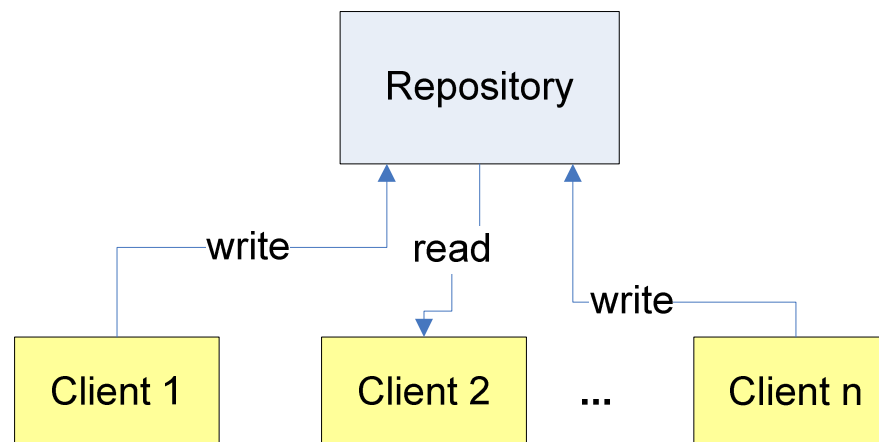 Repository
write
read
write
Client 1
Client 2
...
Client n